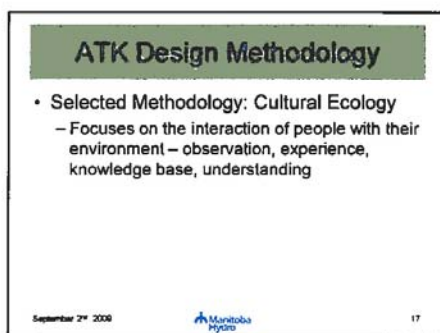 ATK Design Methodology
• Selected Methodology: Cultural Ecology
– Focuses on the interaction of people with their
environment – observation, experience,
knowledge base, understanding
September 2nd 2009
Manitoba
Hydro
17